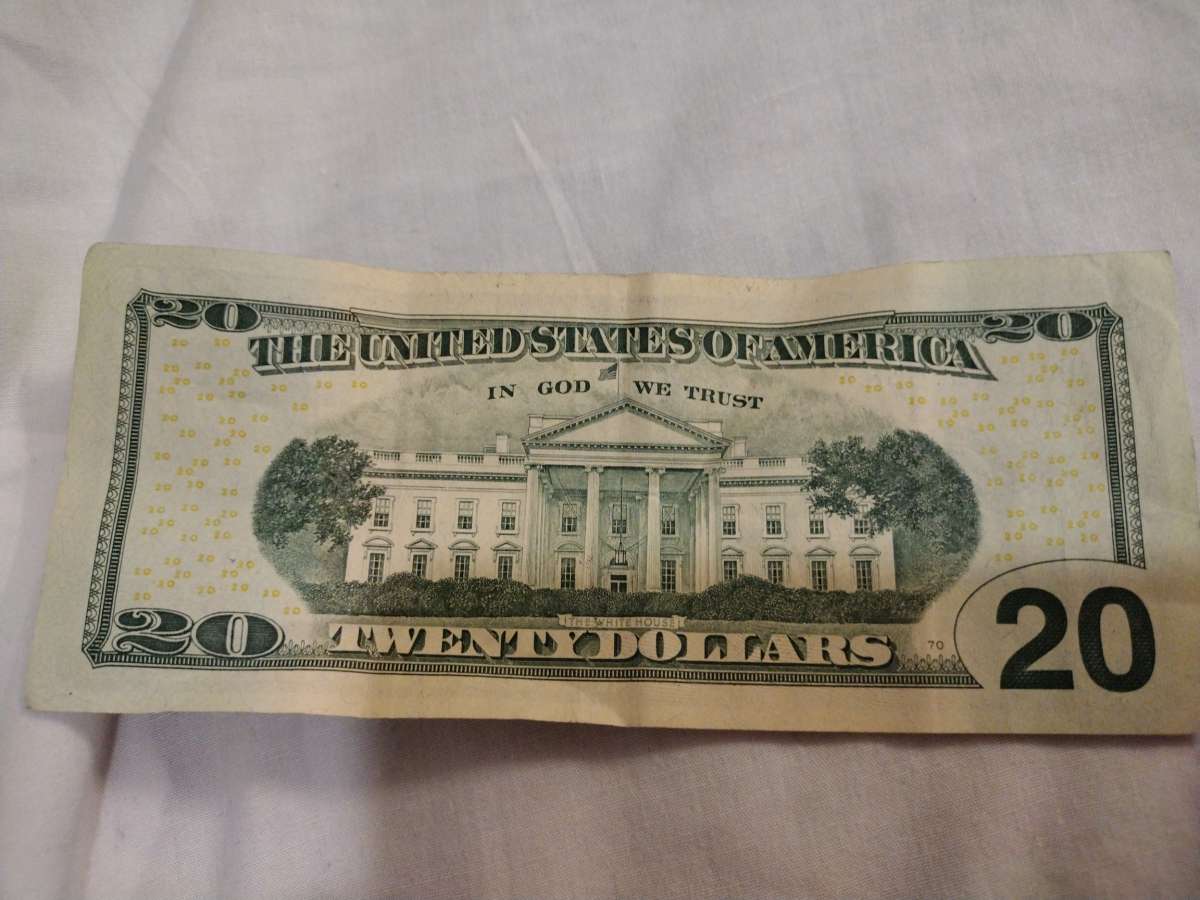 20 20
THE UNITED STATES OF AMERICA
IN GOD WE TRUST
THE WHITE HOUSE
20 TWENTY DOLLARS 70 20